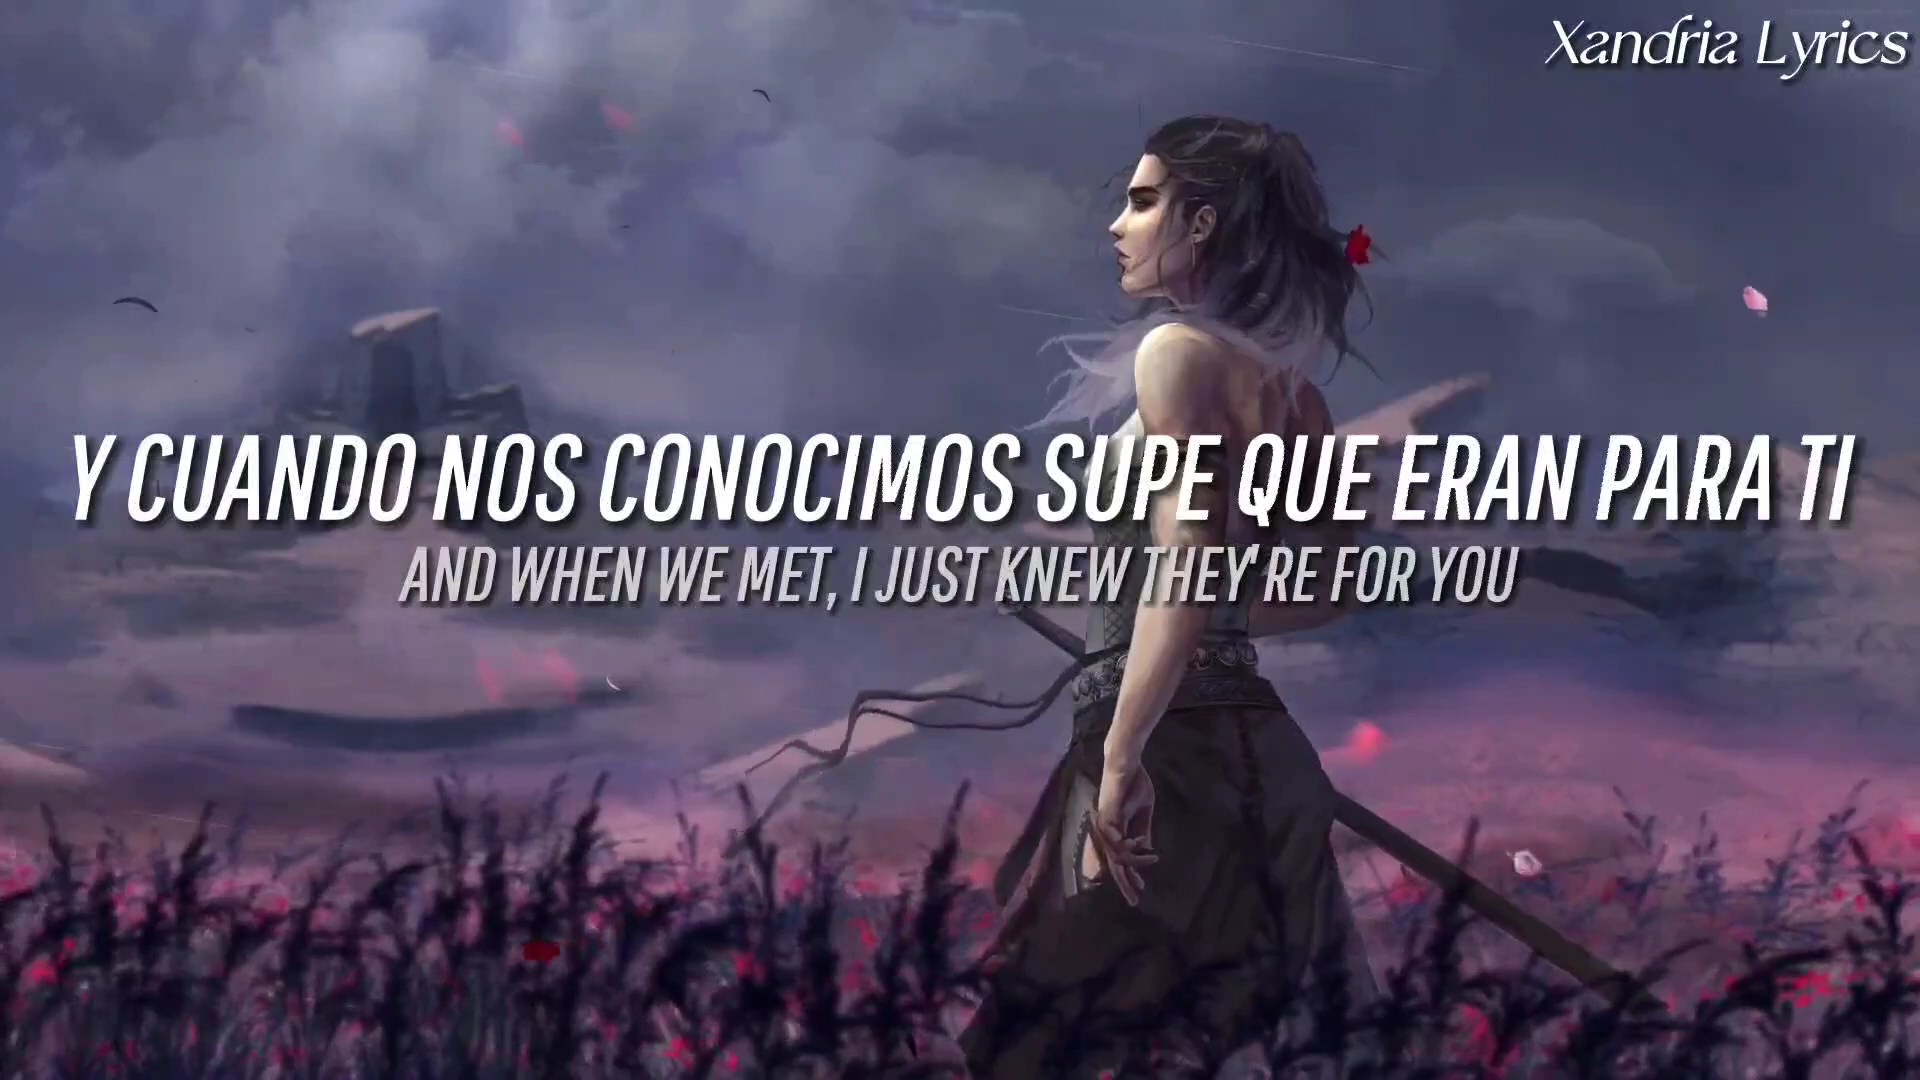 Xandria Lyrics
Y CUANDO NOS CONOCIMOS SUPE QUE ERAN PARA TI
AND WHEN WE MET, I JUST KNEW THEY'RE FOR YOU